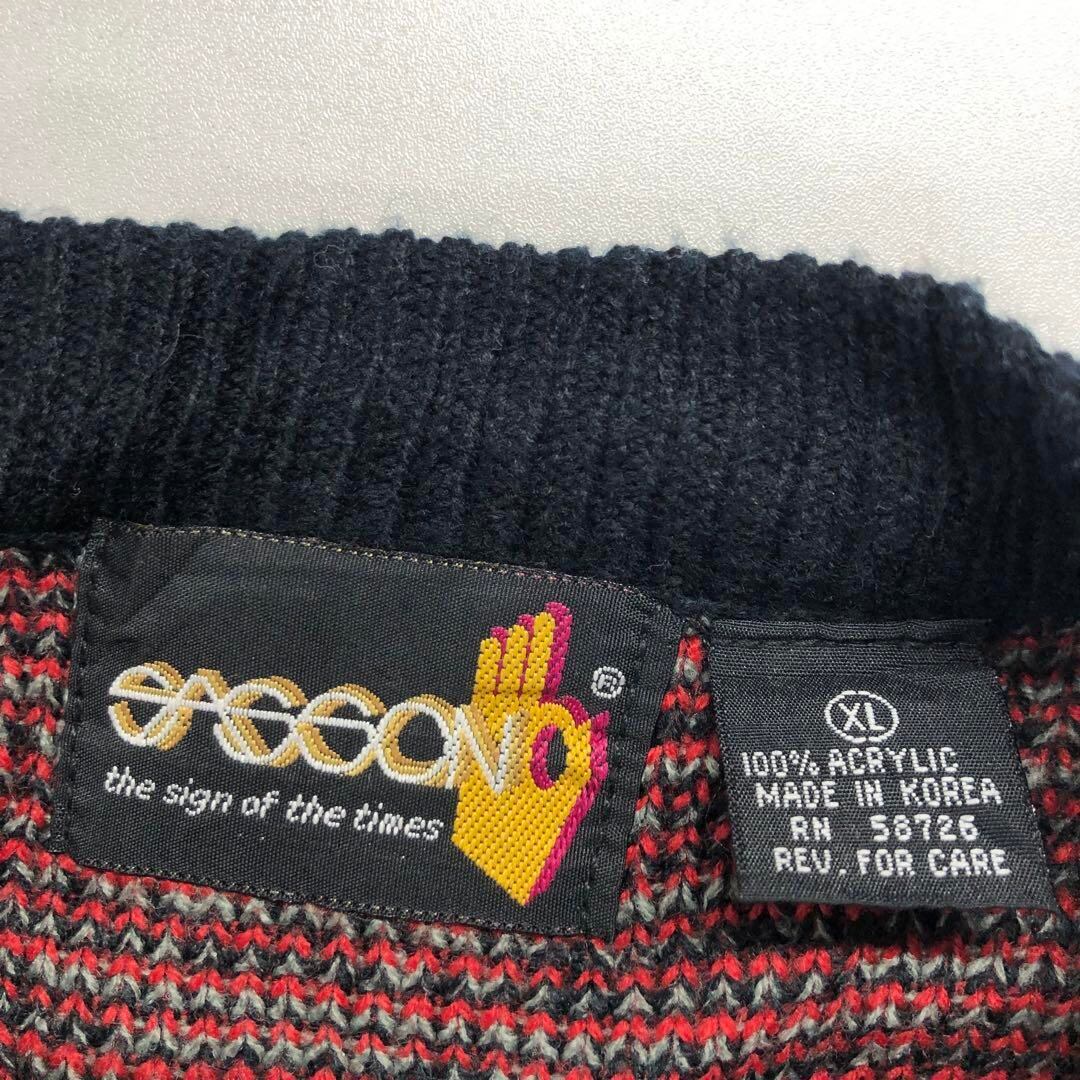 SASSON
®
the sign of the times
XL
100% ACRYLIC
MADE IN KOREA
RN 58726
REV. FOR CARE